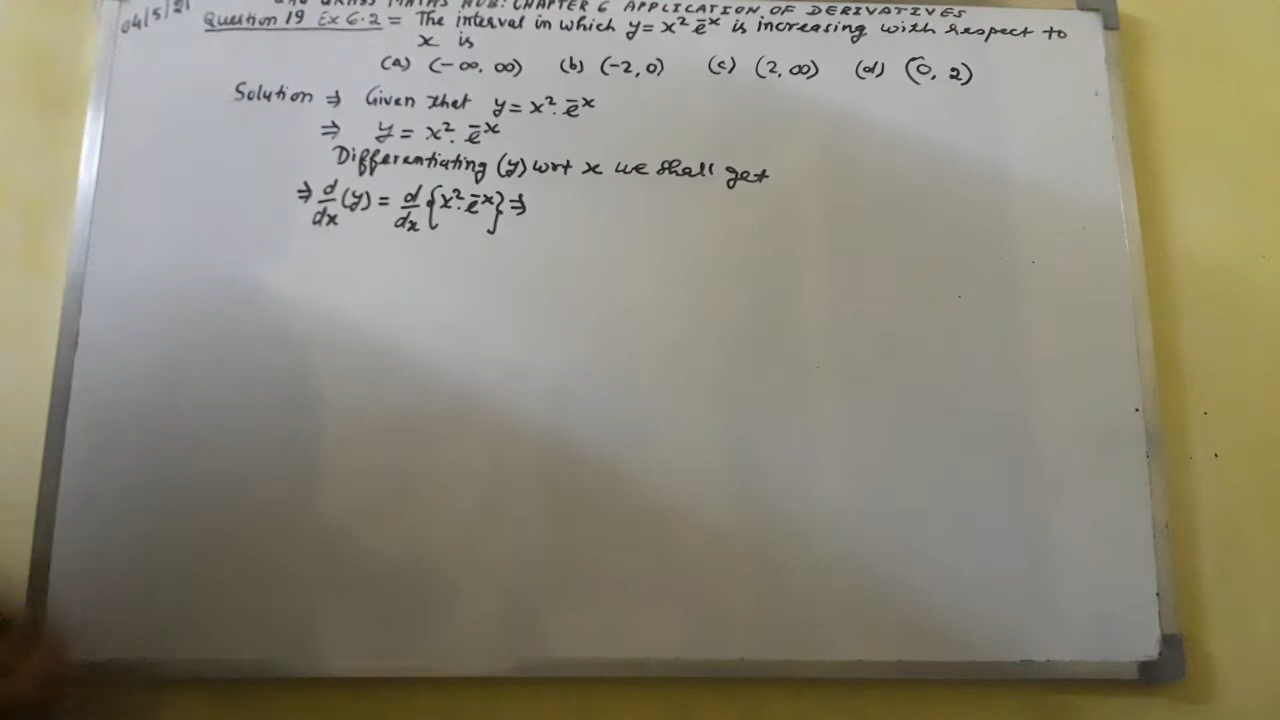 MATHS HUB: CHAPTER 6 APPLICATION OF DERIVATIVES
04/5/21
Question 19 Ex 6.2 = The interval in which y = x² e⁻ˣ is increasing with respect to
x is
(a) (-∞, ∞) (b) (-2, 0) (c) (2, ∞) (d) (0, 2)
Solution ⇒ Given that y = x². e⁻ˣ
⇒ y = x². e⁻ˣ
Differentiating (y) wrt x we shall get
⇒ d/dx (y) = d/dx {x². e⁻ˣ} ⇒